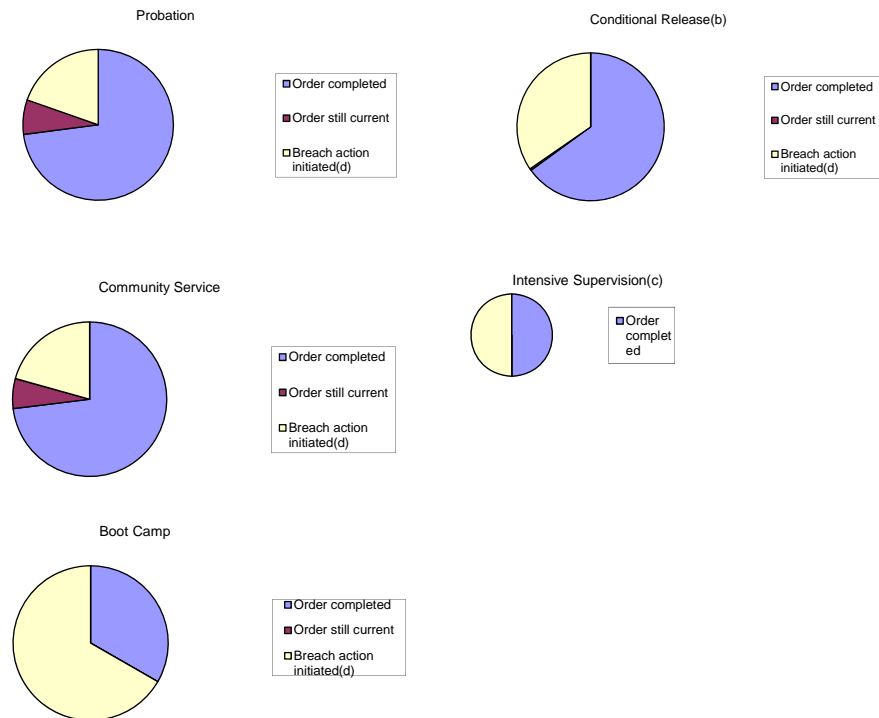 Probation
Order completed
Order still current
Breach action
initiated(d)
Conditional Release(b)
Order completed
Order still current
Breach action
initiated(d)
Community Service
Order completed
Order still current
Breach action
initiated(d)
Intensive Supervision(c)
Order
complet
ed
Boot Camp
Order completed
Order still current
Breach action
initiated(d)